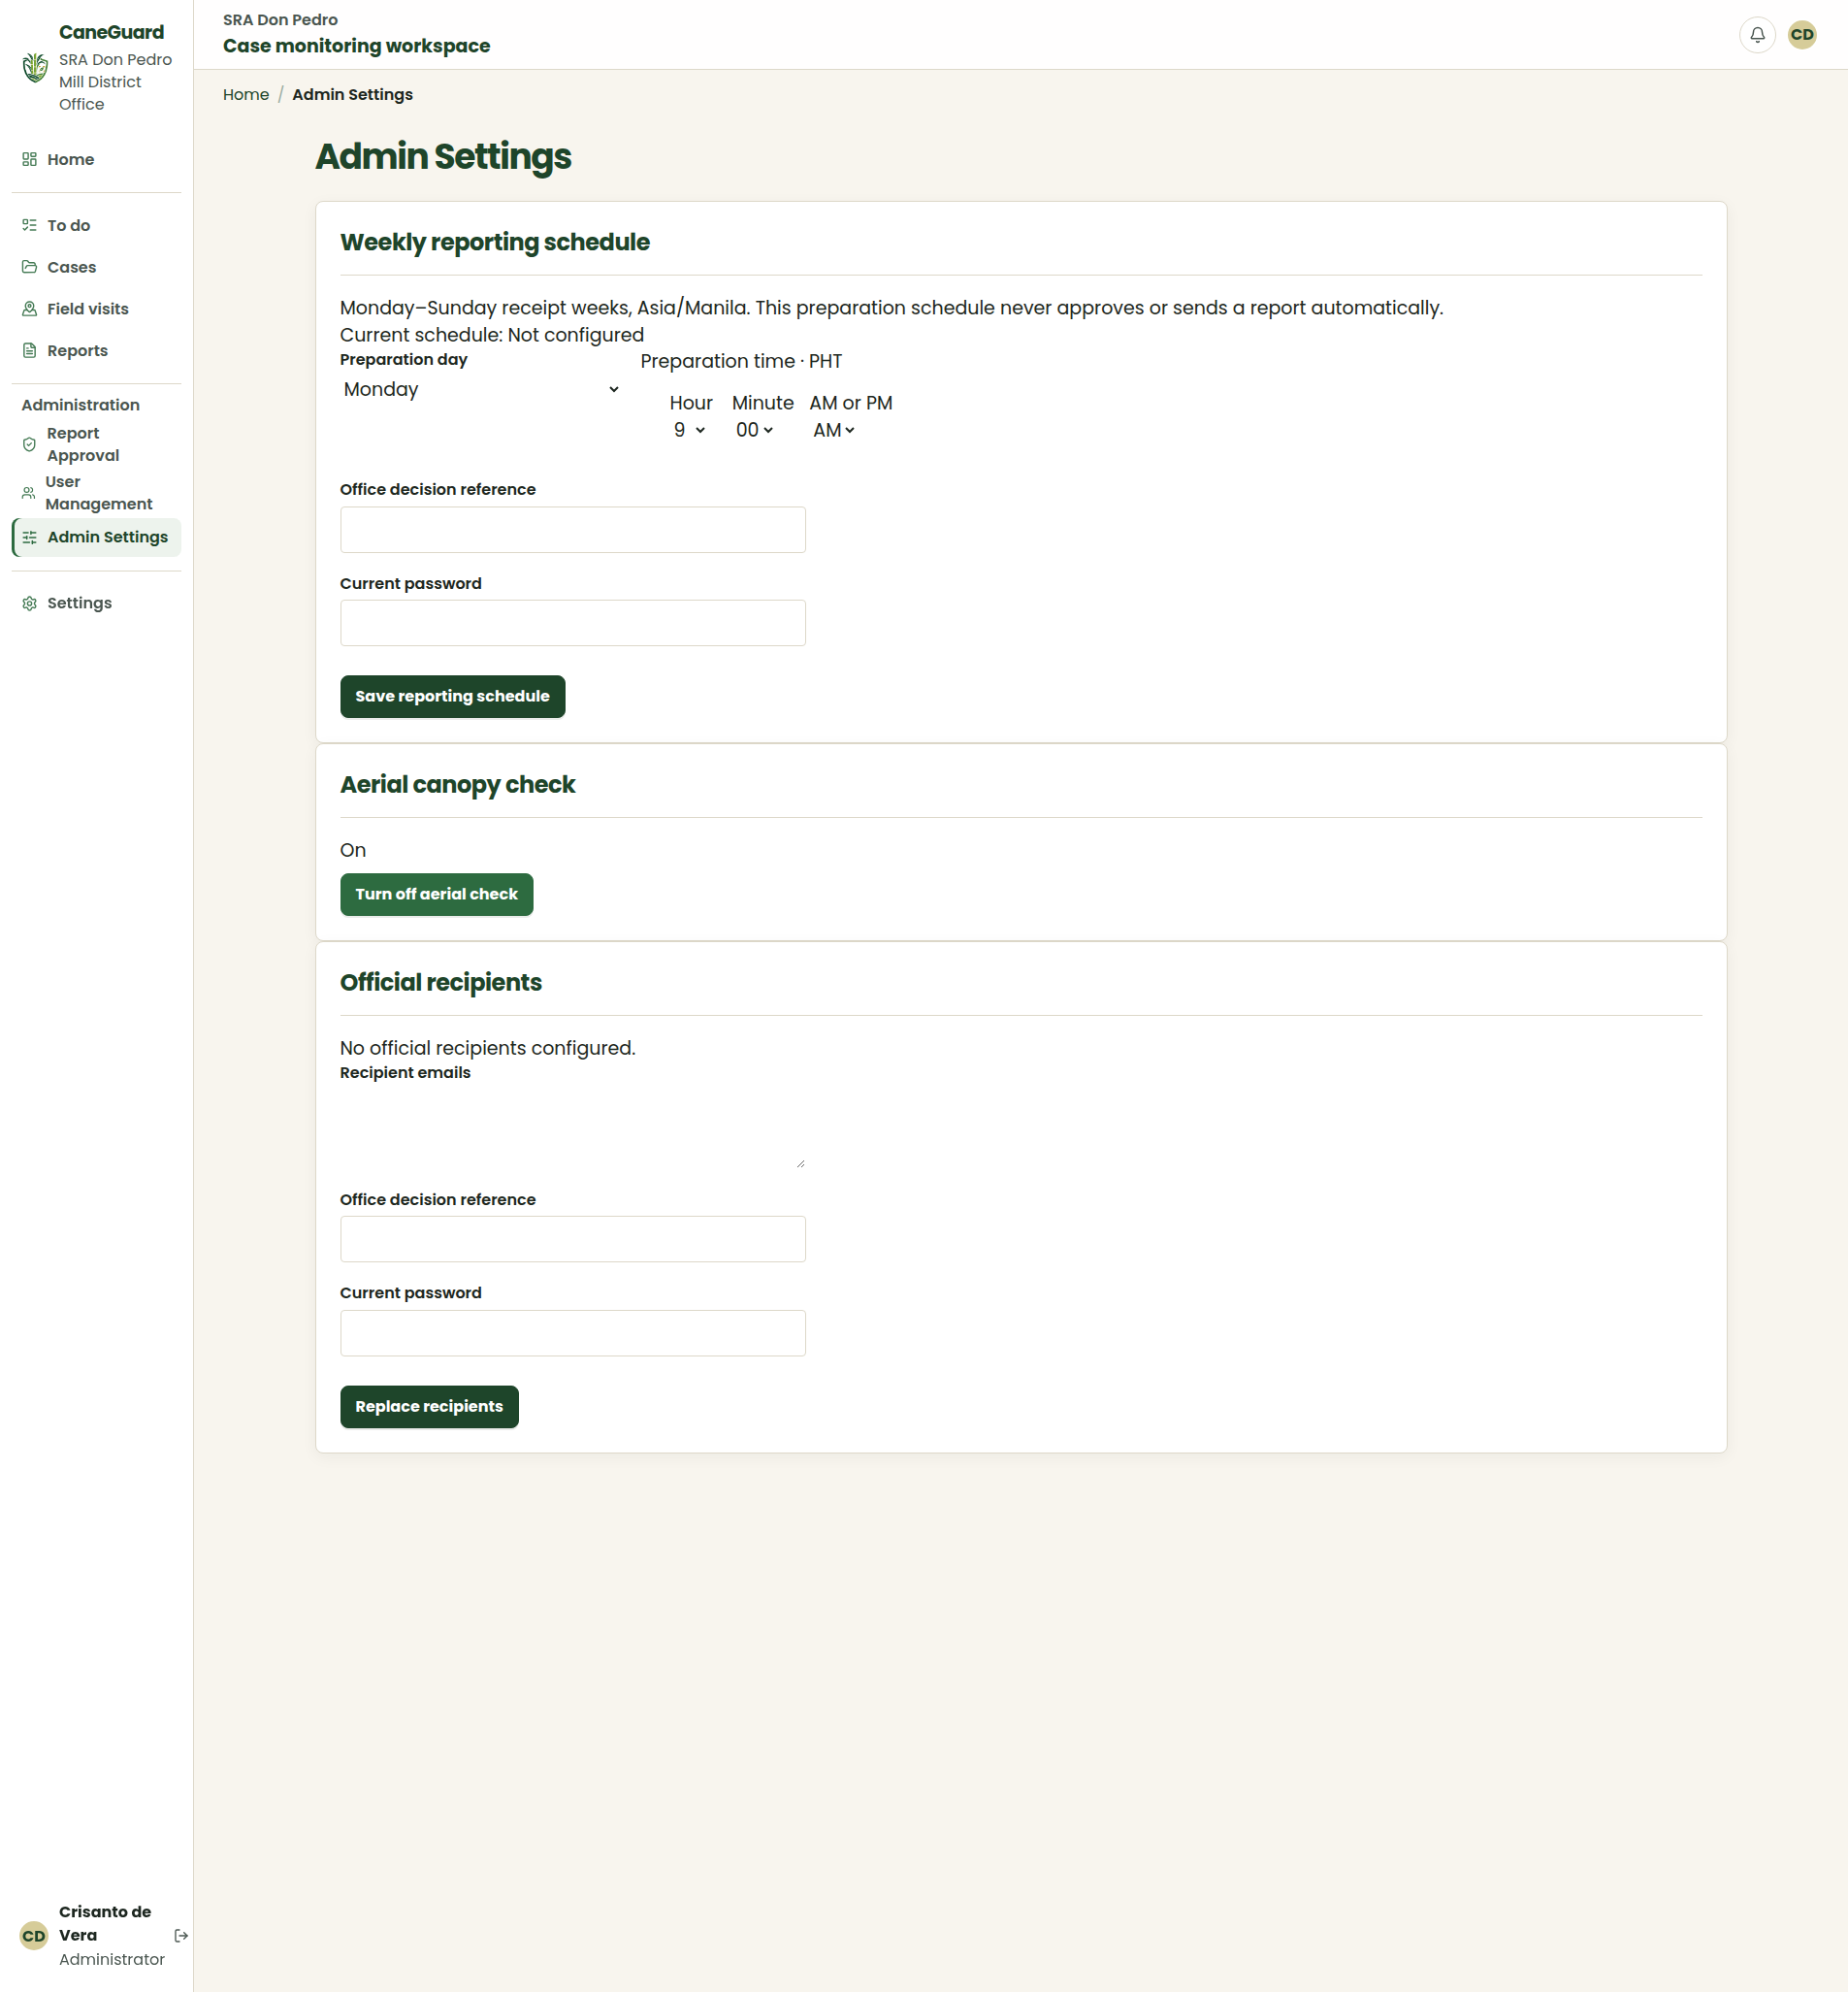 CaneGuard
SRA Don Pedro
Mill District
Office
Home
To do
Cases
Field visits
Reports
Administration
Report
Approval
User
Management
Admin Settings
Settings
CD
Crisanto de
Vera
Administrator
SRA Don Pedro
Case monitoring workspace
CD
Home / Admin Settings
Admin Settings
Weekly reporting schedule
Monday–Sunday receipt weeks, Asia/Manila. This preparation schedule never approves or sends a report automatically.
Current schedule: Not configured
Preparation day
Monday
Preparation time · PHT
Hour Minute AM or PM
9 00 AM
Office decision reference
Current password
Save reporting schedule
Aerial canopy check
On
Turn off aerial check
Official recipients
No official recipients configured.
Recipient emails
Office decision reference
Current password
Replace recipients